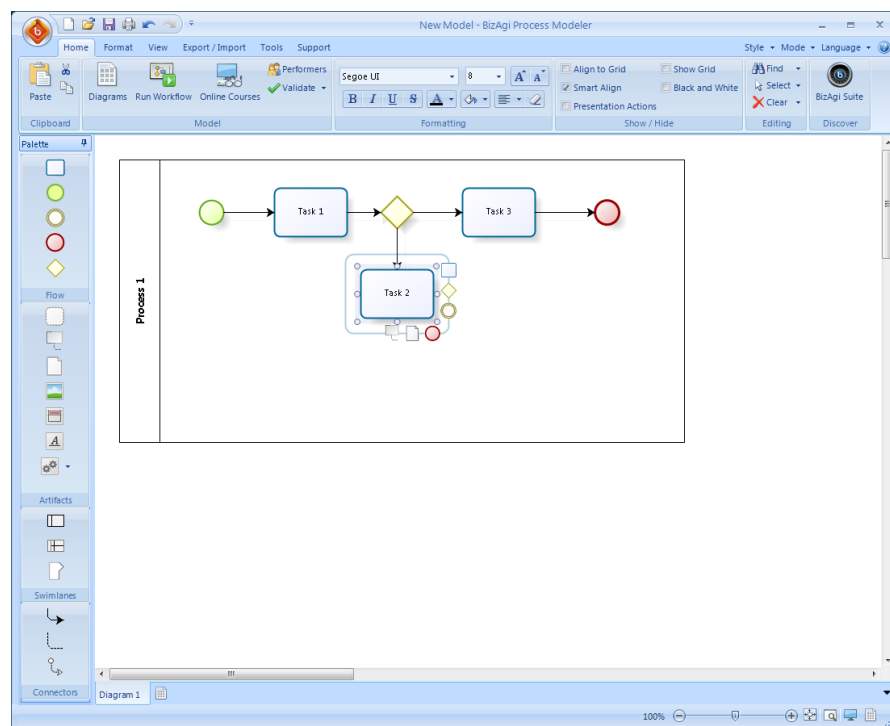 New Model - BizAgi Process Modeler
Home Format View Export / Import Tools Support Style Mode Language
Paste
Clipboard
Diagrams Run Workflow Online Courses
Performers
Validate
Model
Segoe UI 8 A A
B I U S A
Formatting
Align to Grid Show Grid
Smart Align Black and White
Presentation Actions
Show / Hide
Find
Select
Clear
Editing
BizAgi Suite
Discover
Palette
Flow
A
Artifacts
Swimlanes
Connectors
Process 1
Task 1
Task 3
Task 2
Diagram 1
100%